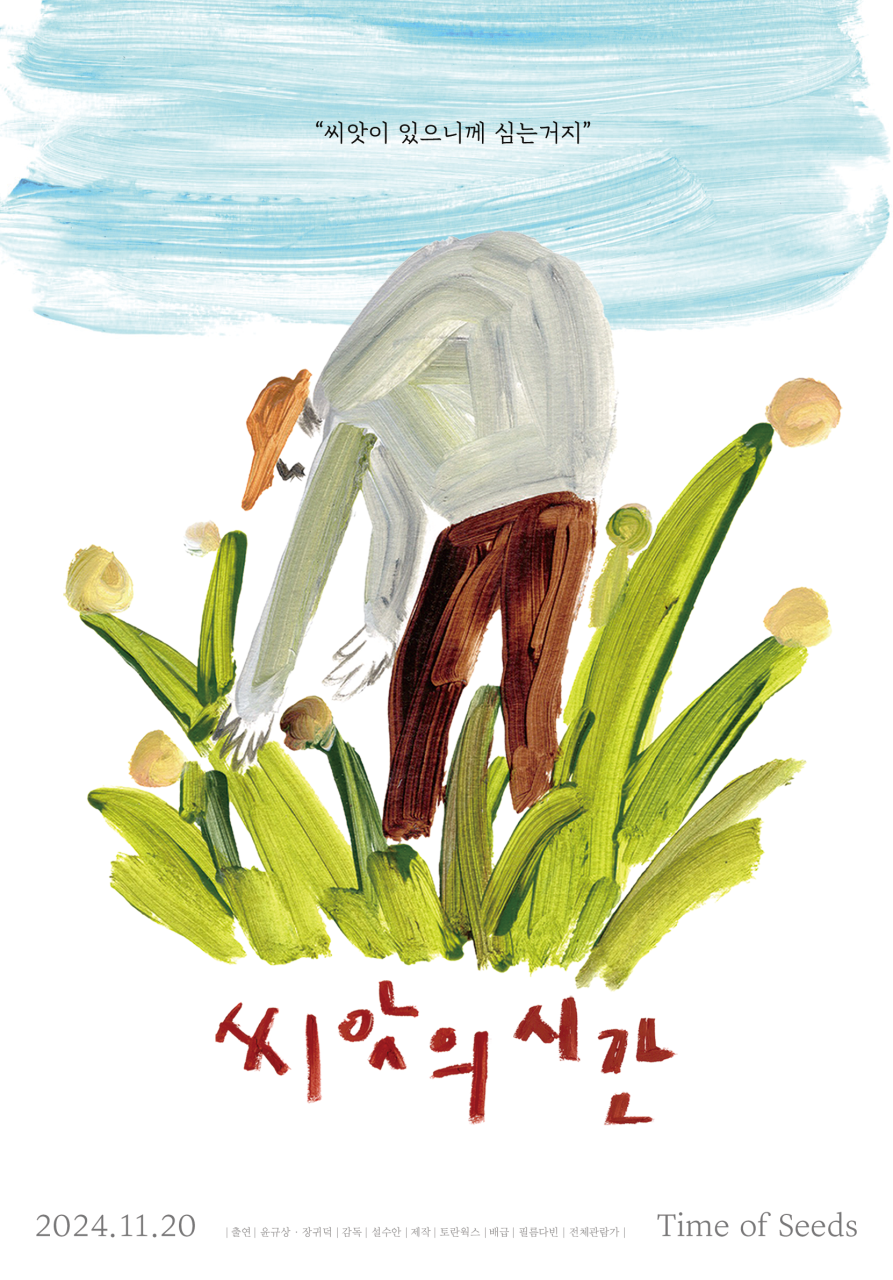 “씨앗이 있으니께 심는거지”
씨앗의 시간
2024.11.20
| 출연 | 윤규상 · 장귀덕 | 감독 | 설수안 | 제작 | 토란웍스 | 배급 | 필름다빈 | 전체관람가 |
Time of Seeds